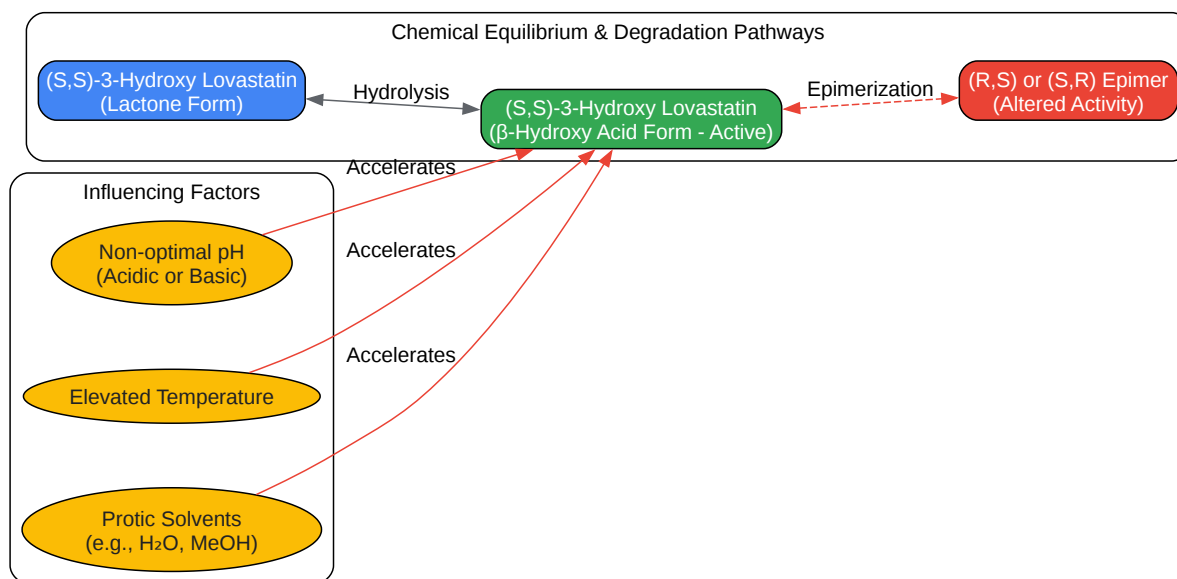 Chemical Equilibrium & Degradation Pathways
(S,S)-3-Hydroxy Lovastatin
(Lactone Form)
Hydrolysis
(S,S)-3-Hydroxy Lovastatin
(β-Hydroxy Acid Form - Active)
Epimerization
(R,S) or (S,R) Epimer
(Altered Activity)
Influencing Factors
Accelerates
Non-optimal pH
(Acidic or Basic)
Accelerates
Elevated Temperature
Accelerates
Protic Solvents
(e.g., H₂O, MeOH)